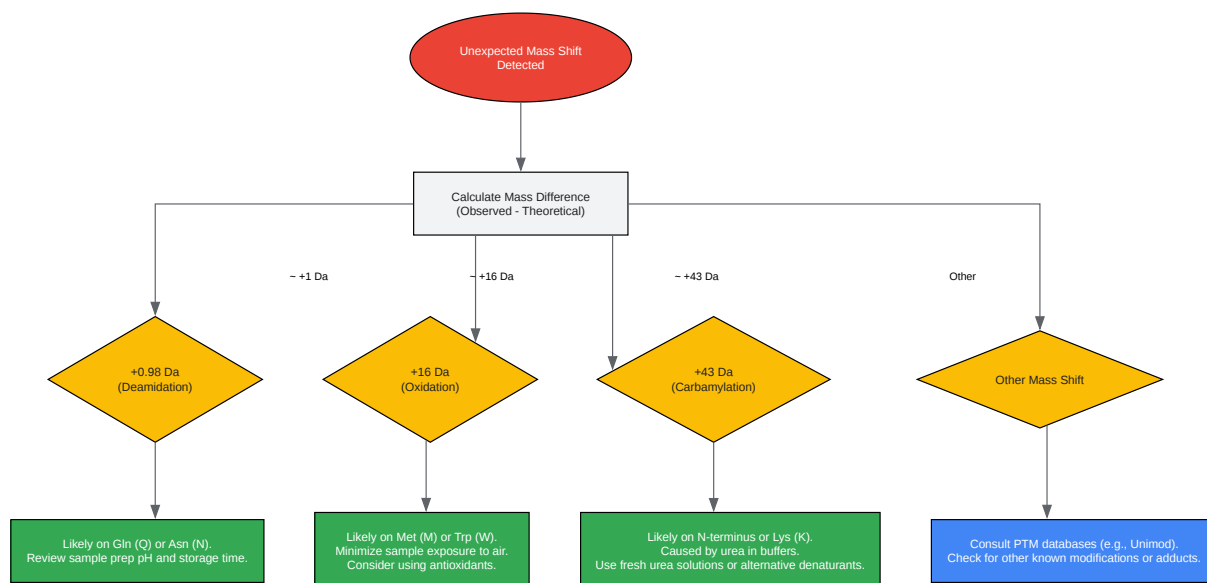 Unexpected Mass Shift
Detected
Calculate Mass Difference
(Observed - Theoretical)
~ +1 Da
~ +16 Da
~ +43 Da
Other
+0.98 Da
(Deamidation)
+16 Da
(Oxidation)
+43 Da
(Carbamylation)
Other Mass Shift
Likely on Gln (Q) or Asn (N).
Review sample prep pH and storage time.
Likely on Met (M) or Trp (W).
Minimize sample exposure to air.
Consider using antioxidants.
Likely on N-terminus or Lys (K).
Caused by urea in buffers.
Use fresh urea solutions or alternative denaturants.
Consult PTM databases (e.g., Unimod).
Check for other known modifications or adducts.